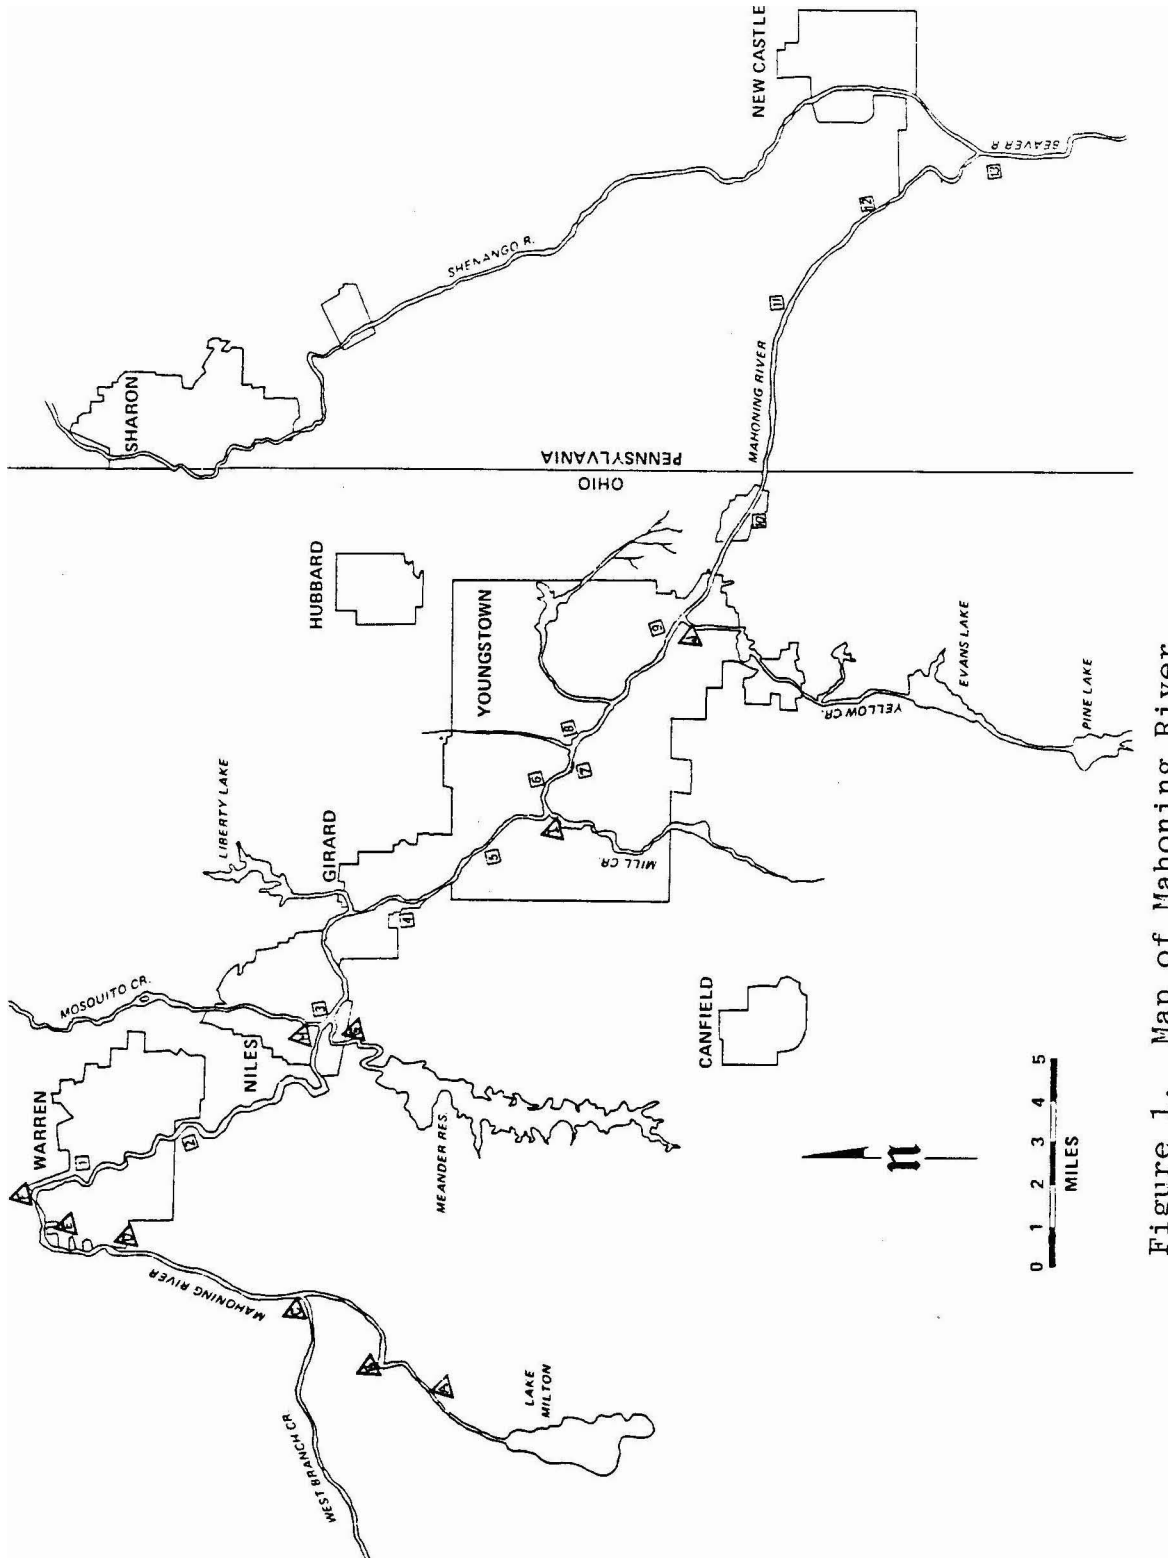 WARREN
MOSQUITO CR.
NILES
LIBERTY LAKE
GIRARD
HUBBARD
SHARON
SHENANGO R.
NEW CASTLE
YOUNGSTOWN
OHIO
PENNSYLVANIA
MAHONING RIVER
BEAVER R
MAHONING RIVER
WEST BRANCH CR.
LAKE
MILTON
MEANDER RES.
CANFIELD
MILL CR.
YELLOW CR.
EVANS LAKE
PINE LAKE
1
2
3
4
5
6
7
8
9
10
11
12
13
A
B
C
D
E
F
G
H
n
0 1 2 3 4 5
MILES
Figure 1. Map of Mahoning River